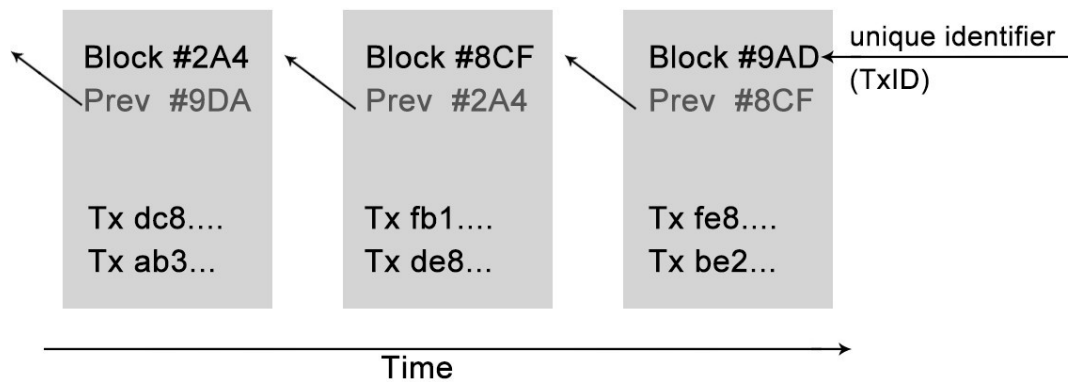 Block #2A4
Prev #9DA
Tx dc8....
Tx ab3...
Block #8CF
Prev #2A4
Tx fb1....
Tx de8...
Block #9AD
Prev #8CF
Tx fe8....
Tx be2...
unique identifier
(TxID)
Time